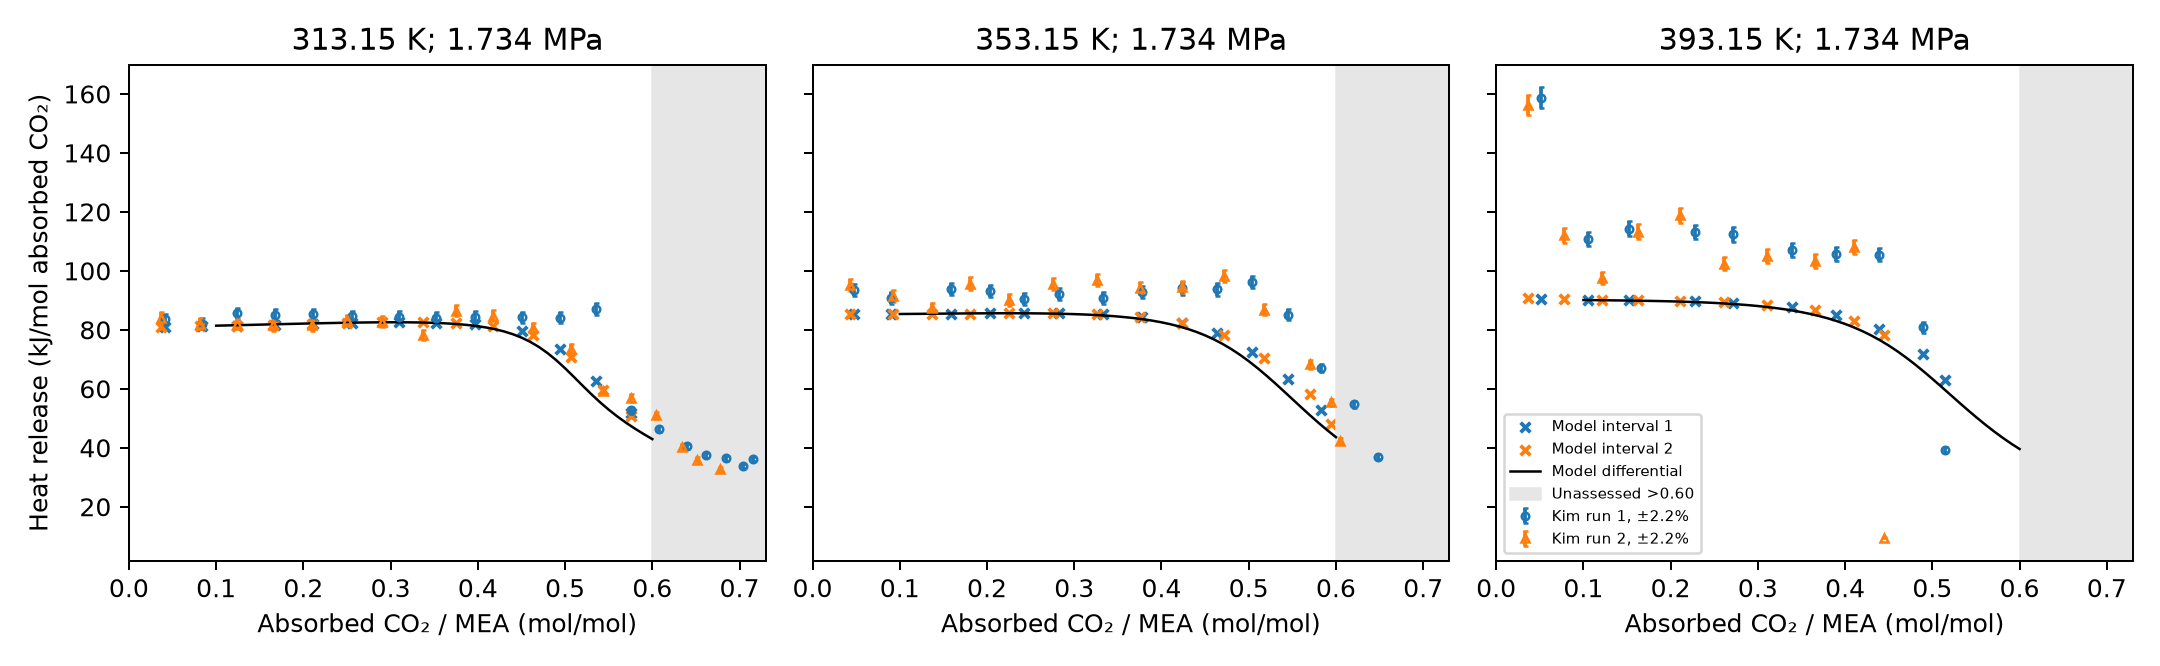 313.15 K; 1.734 MPa
353.15 K; 1.734 MPa
393.15 K; 1.734 MPa
Heat release (kJ/mol absorbed CO₂)
160
140
120
100
80
60
40
20
0.0 0.1 0.2 0.3 0.4 0.5 0.6 0.7
0.0 0.1 0.2 0.3 0.4 0.5 0.6 0.7
0.0 0.1 0.2 0.3 0.4 0.5 0.6 0.7
Absorbed CO₂ / MEA (mol/mol)
Absorbed CO₂ / MEA (mol/mol)
Absorbed CO₂ / MEA (mol/mol)
Model interval 1
Model interval 2
Model differential
Unassessed >0.60
Kim run 1, ±2.2%
Kim run 2, ±2.2%